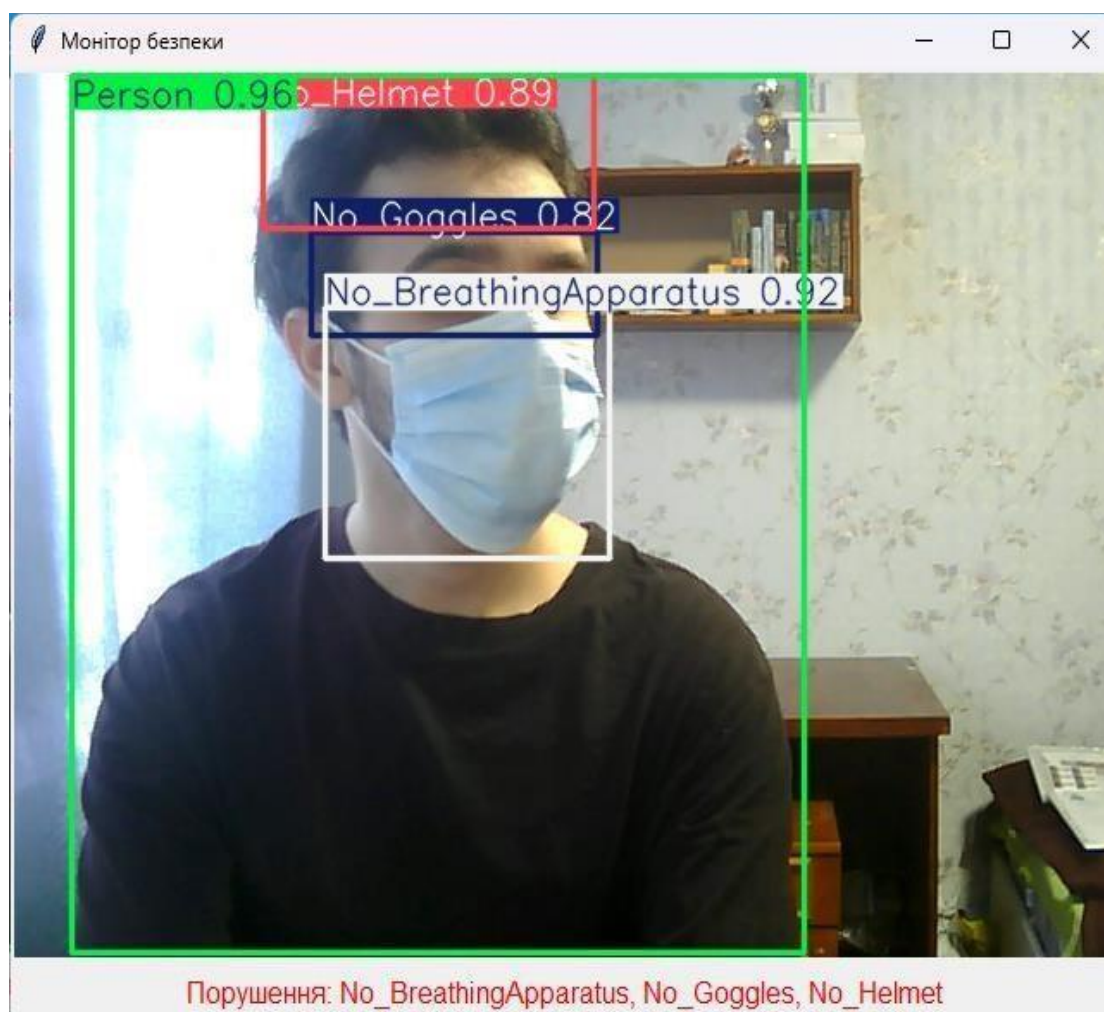 Монітор безпеки
Person 0.96 _Helmet 0.89
No_Goggles 0.82
No_BreathingApparatus 0.92
Порушення: No_BreathingApparatus, No_Goggles, No_Helmet